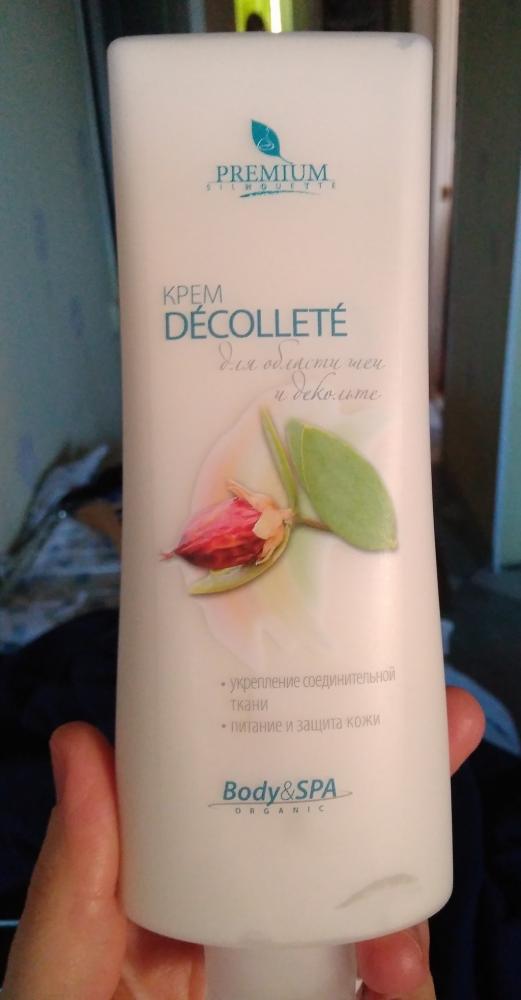 PREMIUM
SILHOUETTE
КРЕМ
DÉCOLLETÉ
для области шеи
и декольте
• укрепление соединительной
ткани
• питание и защита кожи
Body&SPA
ORGANIC